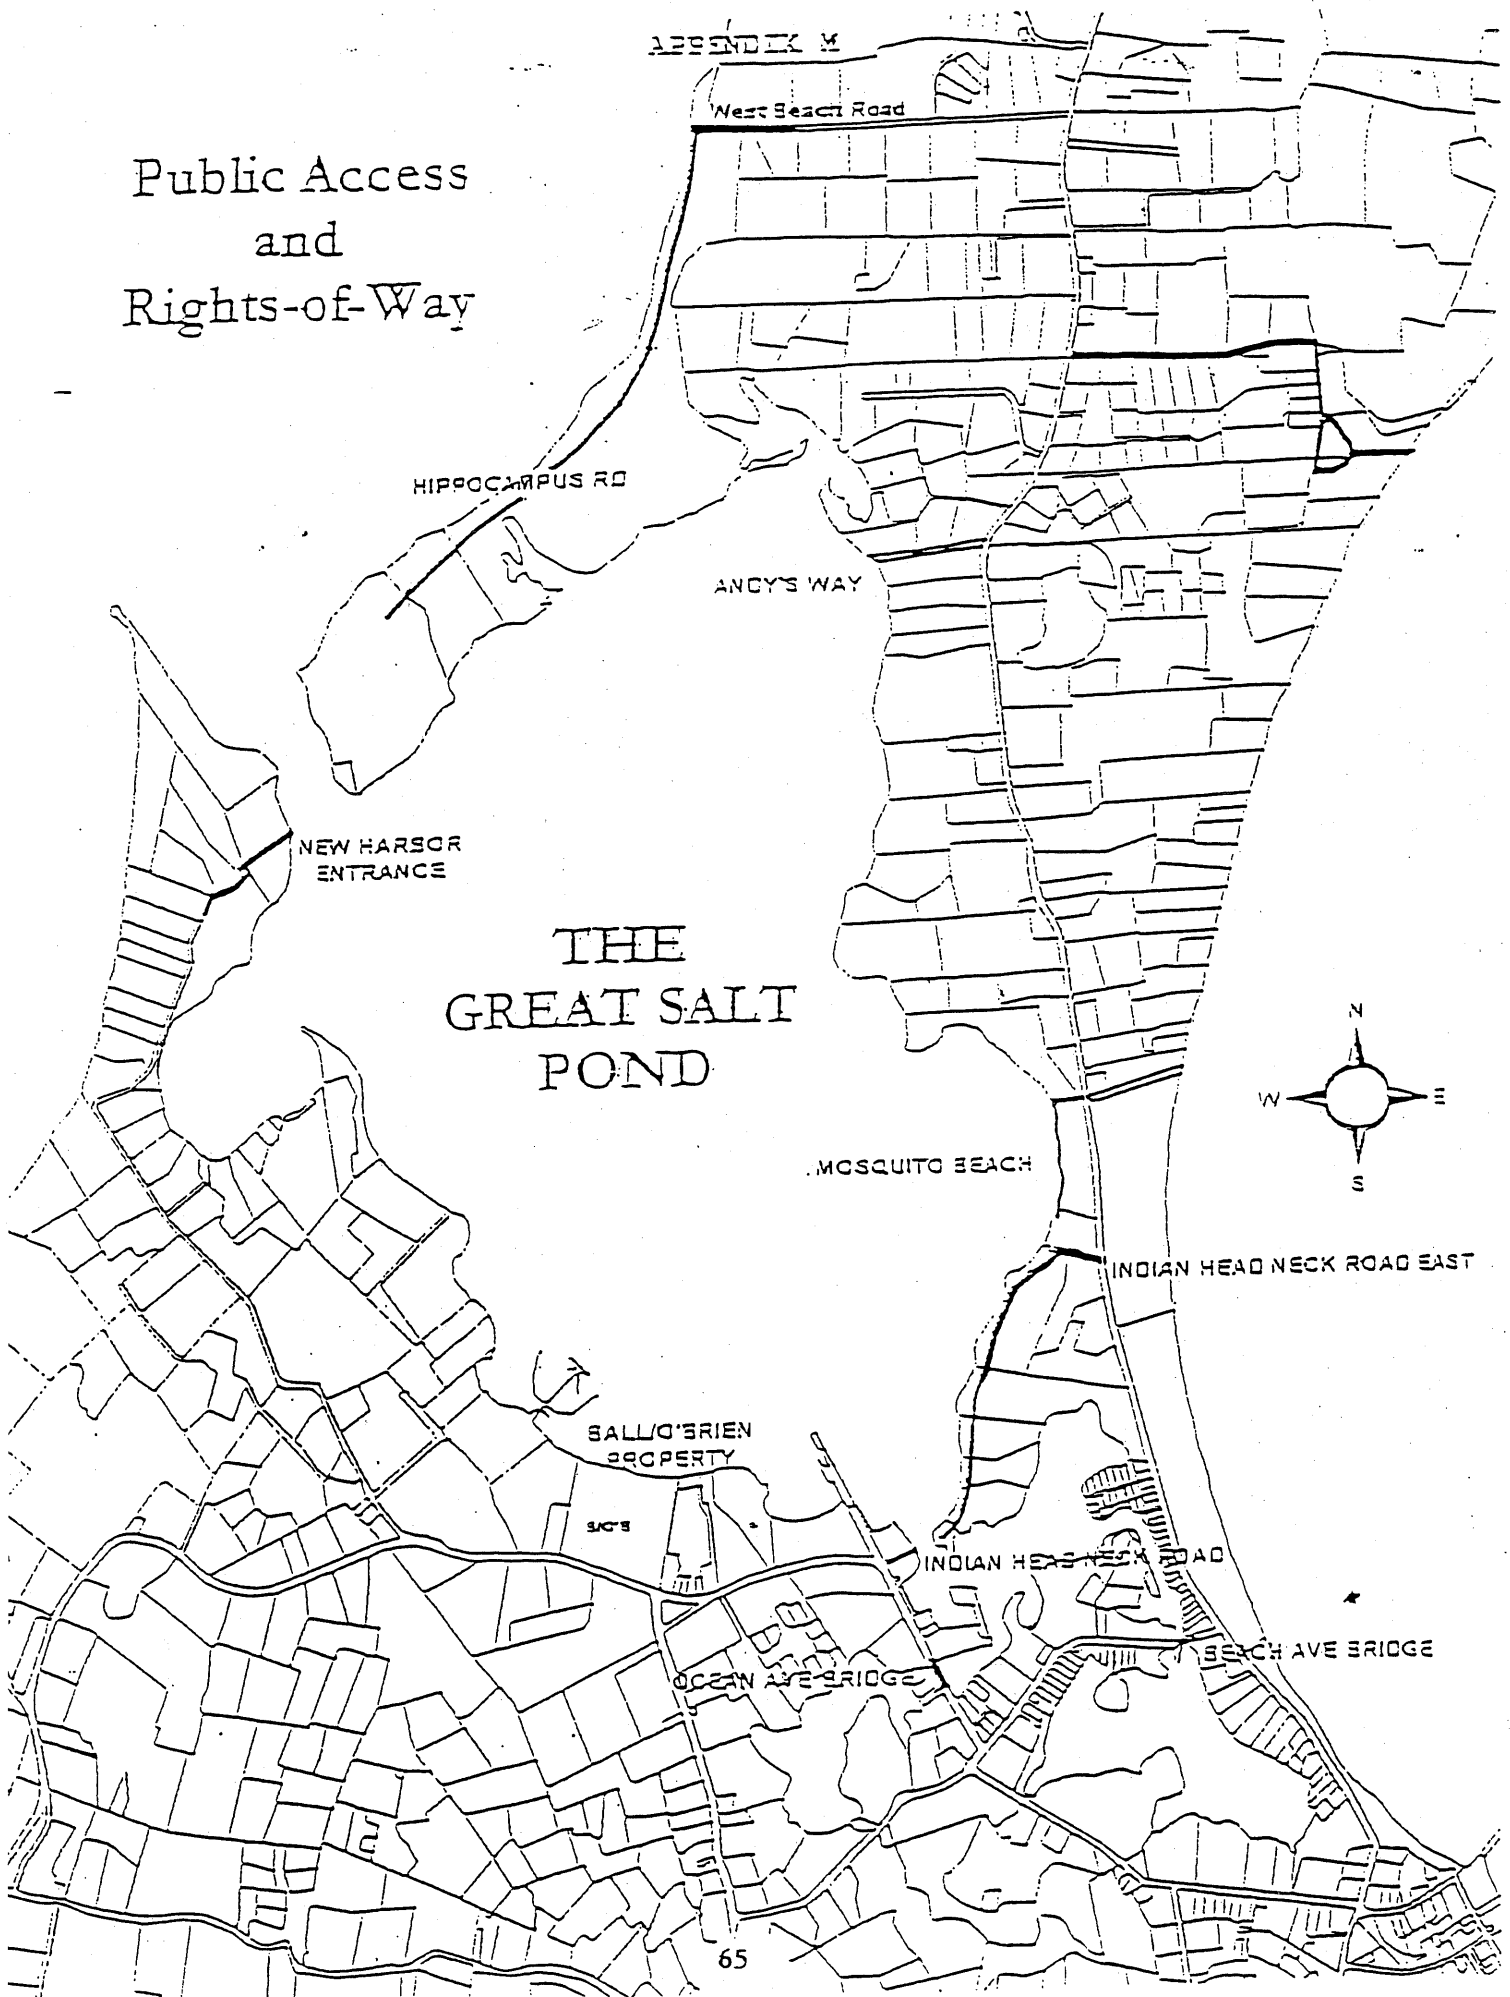 APPENDIX M
West Beach Road
Public Access
and
Rights-of-Way
HIPPOCAMPUS RD
ANDY'S WAY
NEW HARBOR
ENTRANCE
THE
GREAT SALT
POND
N
W E
S
MOSQUITO BEACH
INDIAN HEAD NECK ROAD EAST
BALL/O'BRIEN
PROPERTY
INDIAN HEAD NECK ROAD
BEACH AVE BRIDGE
OCEAN AVE BRIDGE
65